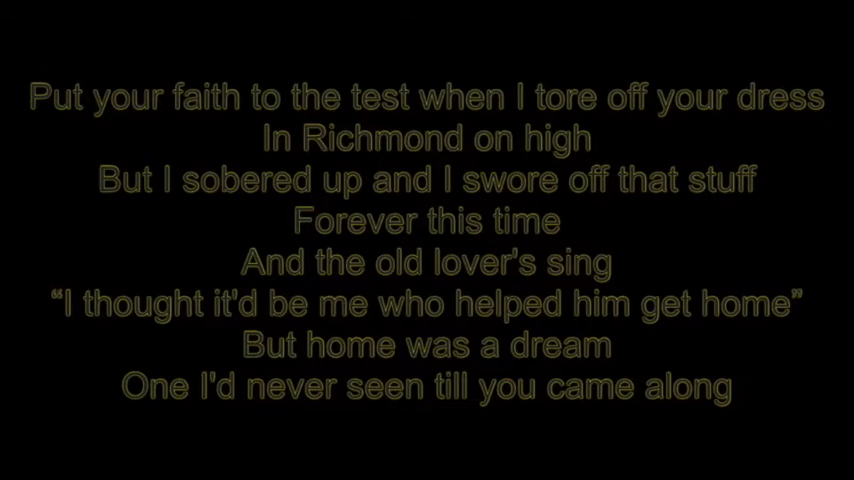 Put your faith to the test when I tore off your dress
In Richmond on high
But I sobered up and I swore off that stuff
Forever this time
And the old lover's sing
“I thought it'd be me who helped him get home”
But home was a dream
One I'd never seen till you came along